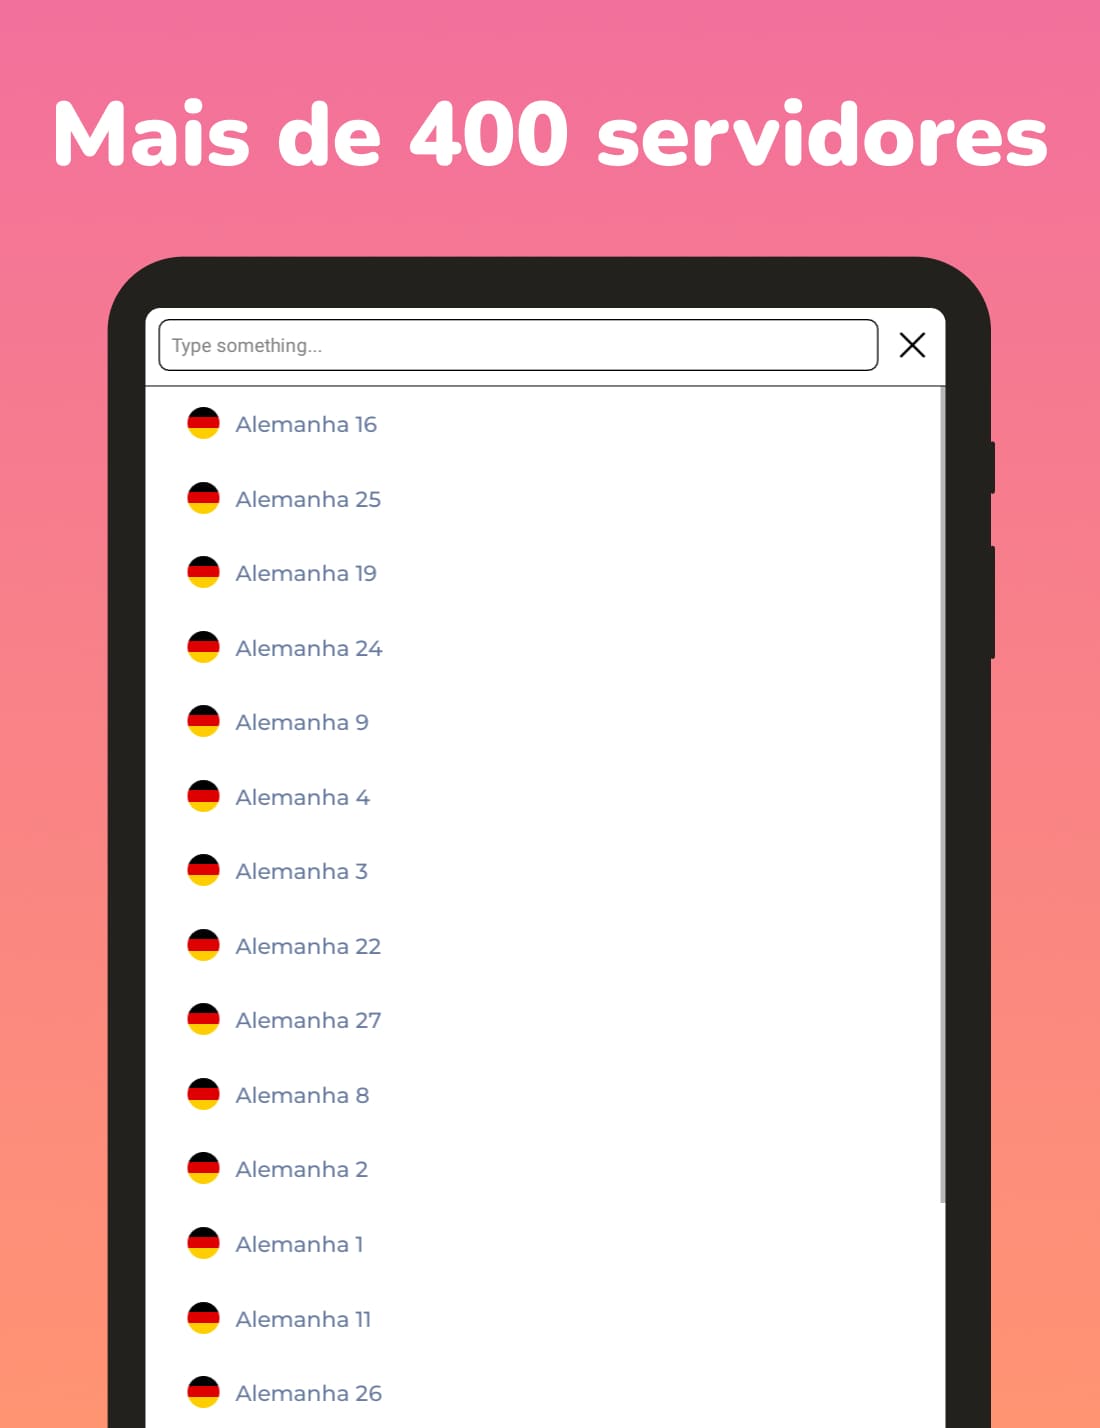 Mais de 400 servidores
Type something...
Alemanha 16
Alemanha 25
Alemanha 19
Alemanha 24
Alemanha 9
Alemanha 4
Alemanha 3
Alemanha 22
Alemanha 27
Alemanha 8
Alemanha 2
Alemanha 1
Alemanha 11
Alemanha 26